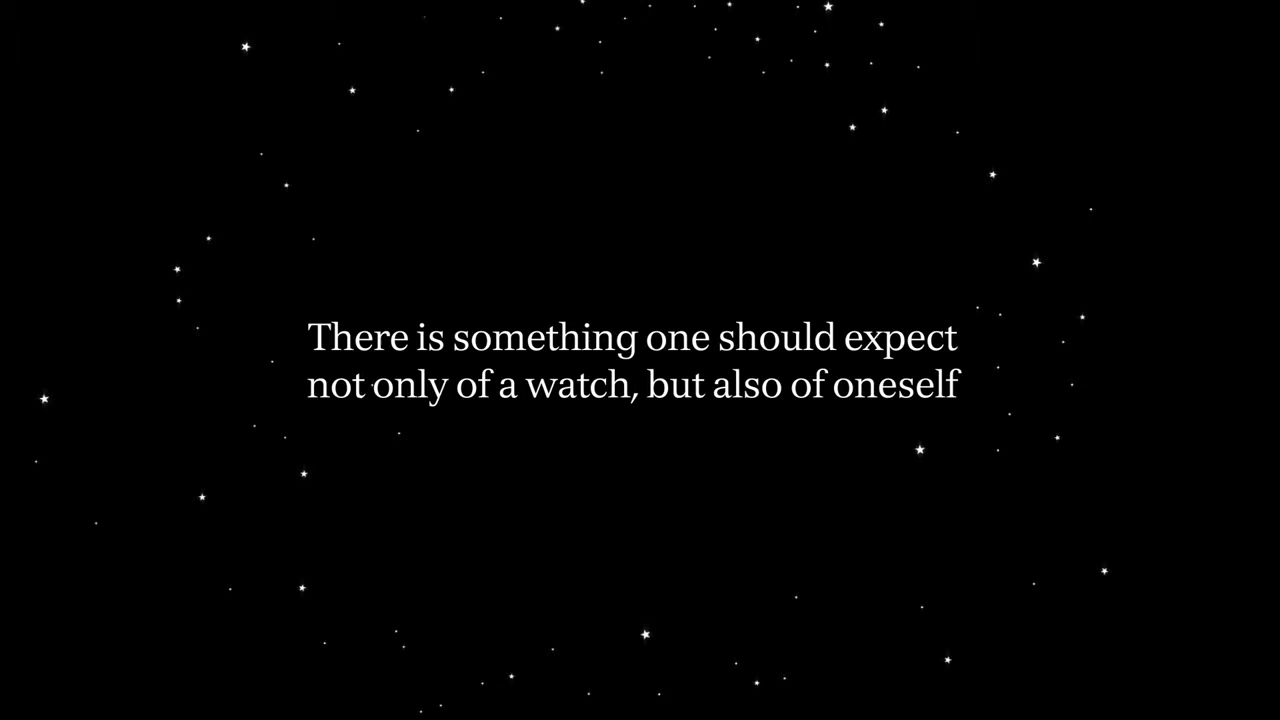 There is something one should expect
not only of a watch, but also of oneself